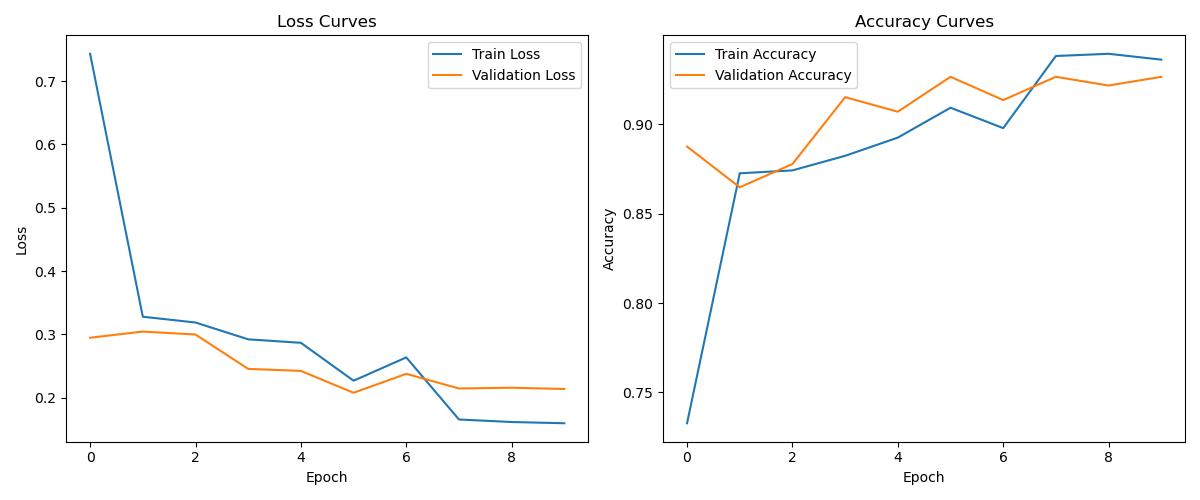 Loss Curves
Train Loss
Validation Loss
0.7
0.6
0.5
0.4
0.3
0.2
Loss
0 2 4 6 8
Epoch
Accuracy Curves
Train Accuracy
Validation Accuracy
0.90
0.85
0.80
0.75
Accuracy
0 2 4 6 8
Epoch